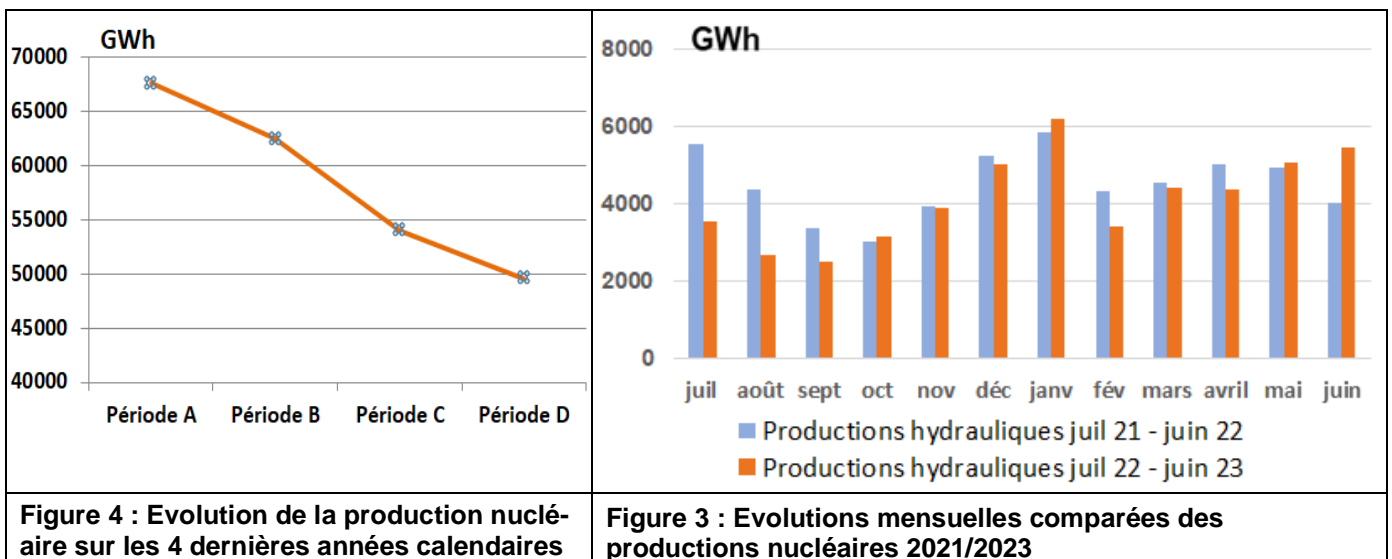 GWh
70000
65000
60000
55000
50000
45000
40000
Période A Période B Période C Période D
Figure 4 : Evolution de la production nuclé-
aire sur les 4 dernières années calendaires
GWh
8000
6000
4000
2000
0
juil août sept oct nov déc janv fév mars avril mai juin
Productions hydrauliques juil 21 - juin 22
Productions hydrauliques juil 22 - juin 23
Figure 3 : Evolutions mensuelles comparées des
productions nucléaires 2021/2023